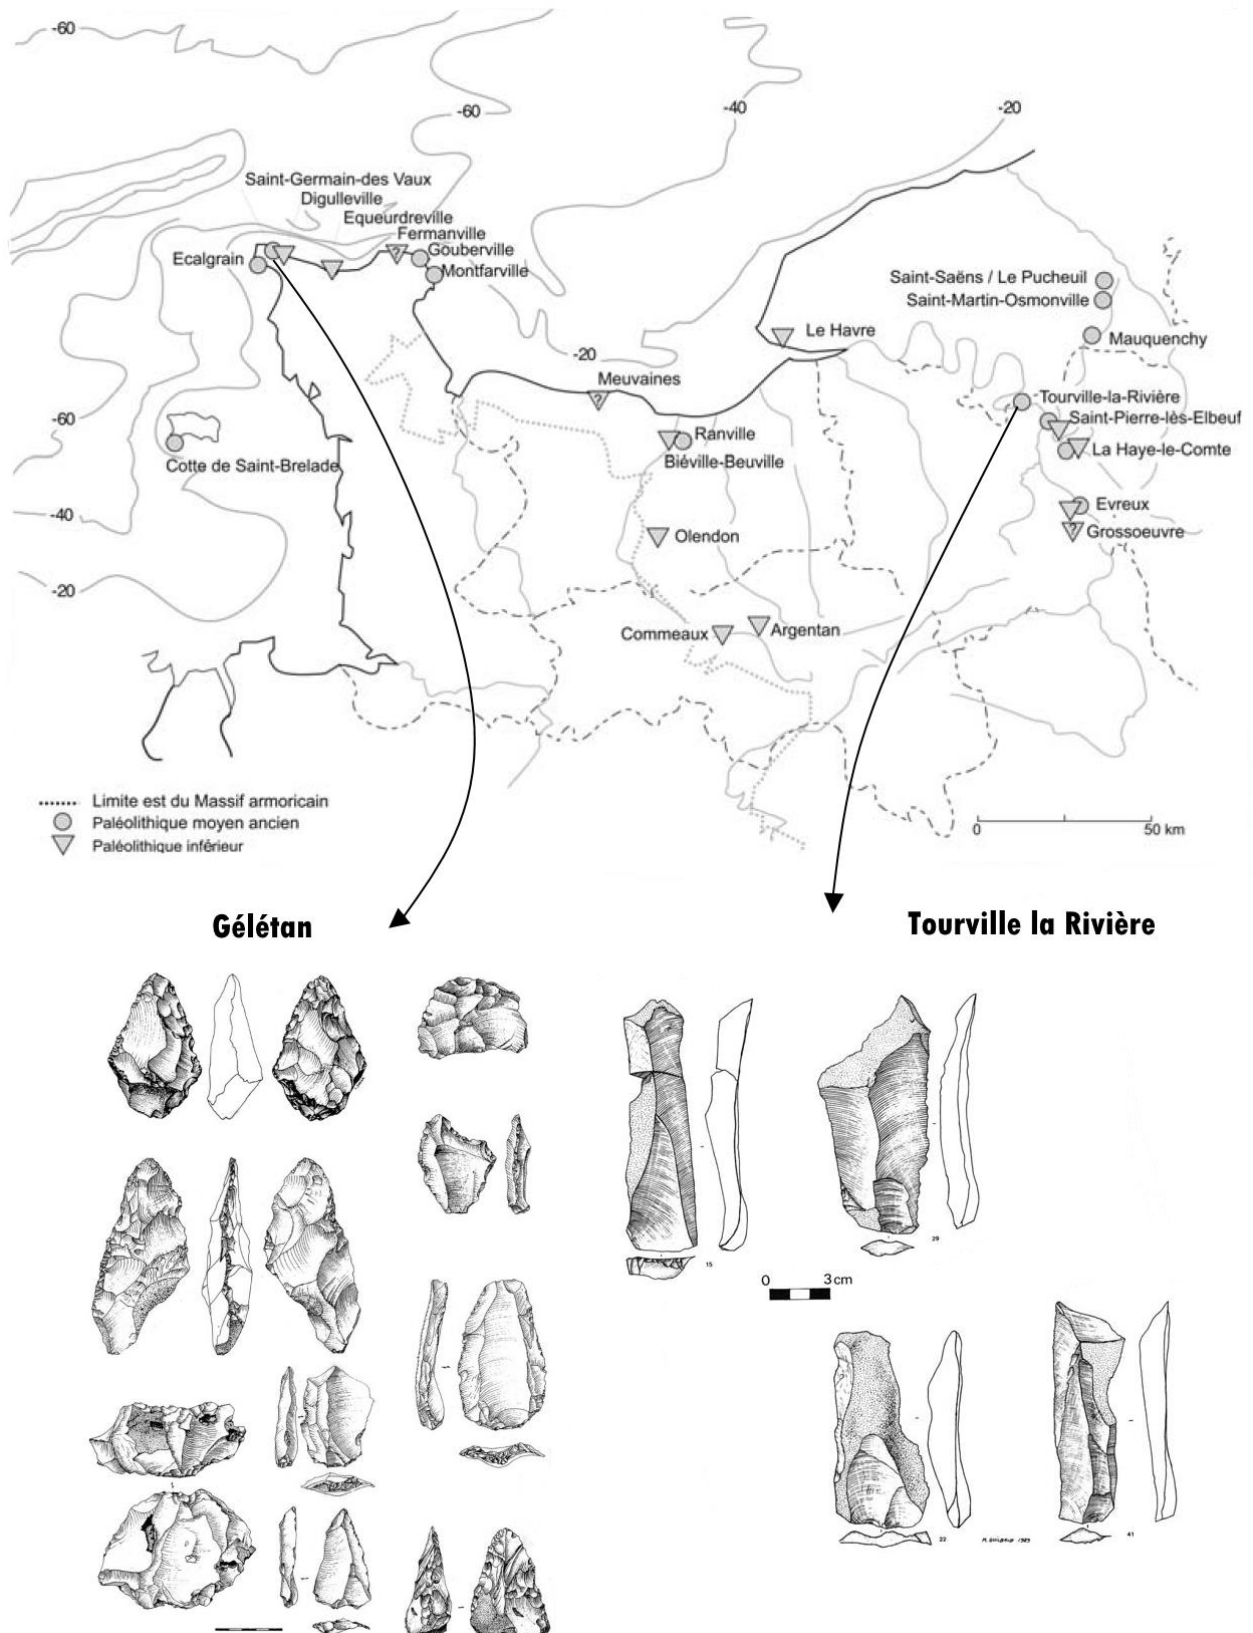 -60
-60
-40
-20
Saint-Germain-des Vaux
Digulleville
Equeurdreville
Fermanville
?
Gouberville
Ecalgrain
Montfarville
Saint-Saëns / Le Pucheuil
Saint-Martin-Osmonville
Le Havre
Mauquenchy
-20
Meuvaines
?
Tourville-la-Rivière
-60
Saint-Pierre-lès-Elbeuf
Ranville
La Haye-le-Comte
Cotte de Saint-Brelade
Biéville-Beuville
Evreux
-40
?
Grossoeuvre
Olendon
-20
Commeaux
Argentan
Limite est du Massif armoricain
Paléolithique moyen ancien
Paléolithique inférieur
0 50 km
Gélétan
Tourville la Rivière
29
15
0 3 cm
22
41